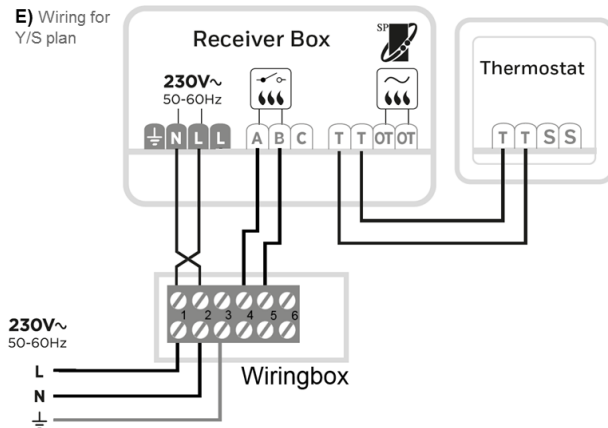 E) Wiring for
Y/S plan
Receiver Box
SP
Thermostat
230V~
50-60Hz
N L L A B C T T OT OT
T T S S
1 2 3 4 5 6
230V~
50-60Hz
L
N
Wiringbox